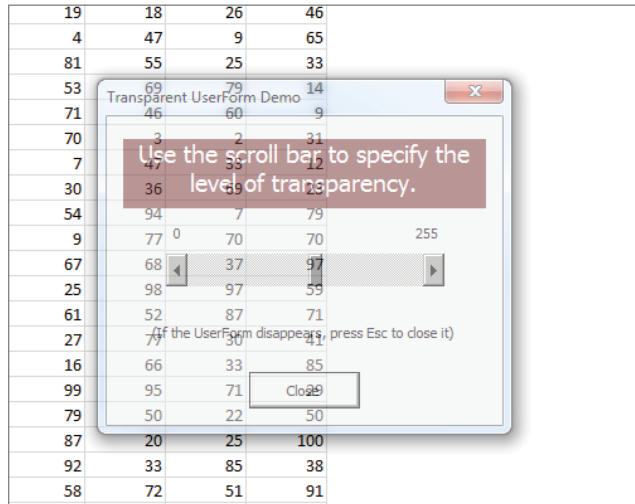 19 18 26 46
4 47 9 65
81 55 25 33
53 69 79 14
Transparent UserForm Demo
71 46 60 9
70 3 2 31
Use the scroll bar to specify the
7 47 12
30 36 69
level of transparency.
54 94 7 79
0 255
9 77 70 70
67 68 37 97
25 98 97 59
61 52 87 71
(If the UserForm disappears, press Esc to close it)
27 77 30 41
16 66 33 85
99 95 71 29
Close
79 50 22 50
87 20 25 100
92 33 85 38
58 72 51 91